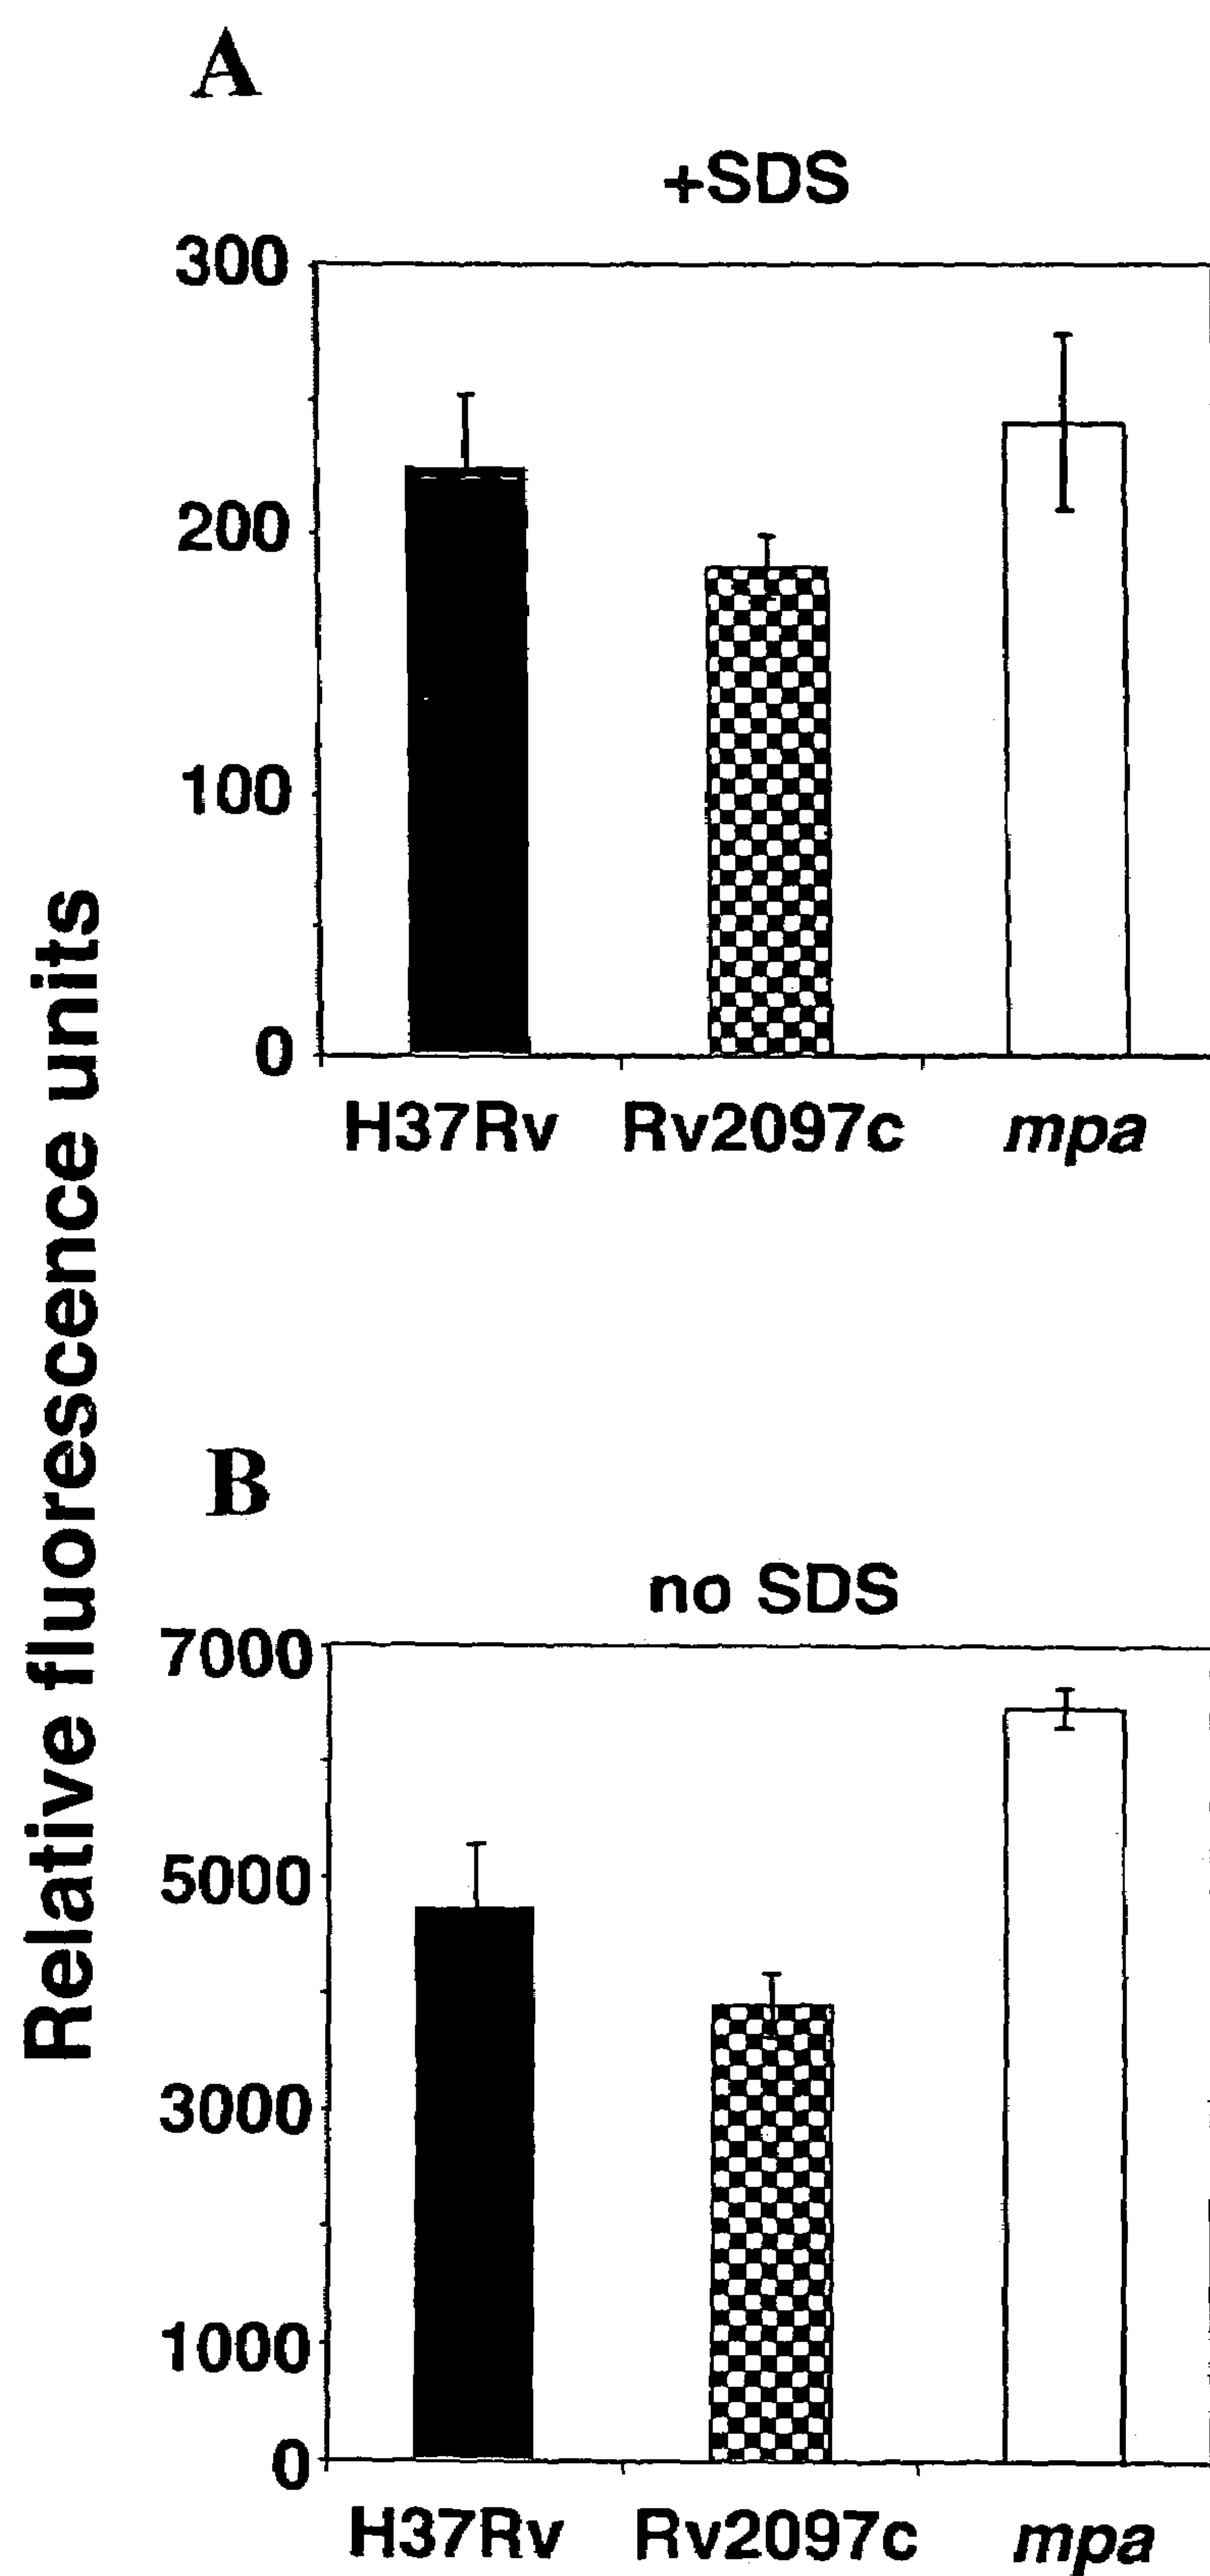 A
+SDS
300
200
100
0
H37Rv Rv2097c mpa
Relative fluorescence units
B
no SDS
7000
5000
3000
1000
0
H37Rv Rv2097c mpa